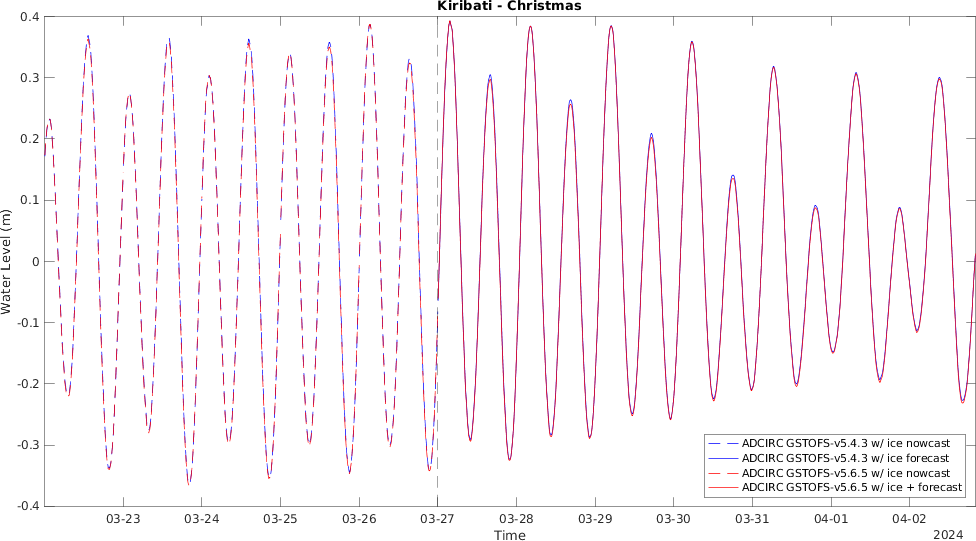 Kiribati - Christmas
0.4
0.3
0.2
0.1
0
-0.1
-0.2
-0.3
-0.4
Water Level (m)
03-23 03-24 03-25 03-26 03-27 03-28 03-29 03-30 03-31 04-01 04-02
Time
2024
ADCIRC GSTOFS-v5.4.3 w/ ice nowcast
ADCIRC GSTOFS-v5.4.3 w/ ice forecast
ADCIRC GSTOFS-v5.6.5 w/ ice nowcast
ADCIRC GSTOFS-v5.6.5 w/ ice + forecast